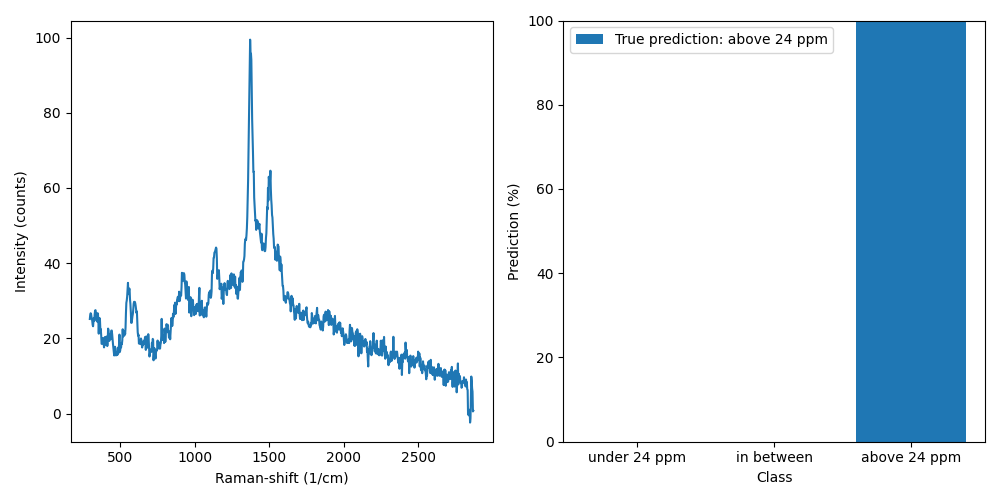 100
80
60
40
20
0
500
1000
1500
2000
2500
Intensity (counts)
Raman-shift (1/cm)
100
80
60
40
20
0
Prediction (%)
True prediction: above 24 ppm
under 24 ppm
in between
above 24 ppm
Class